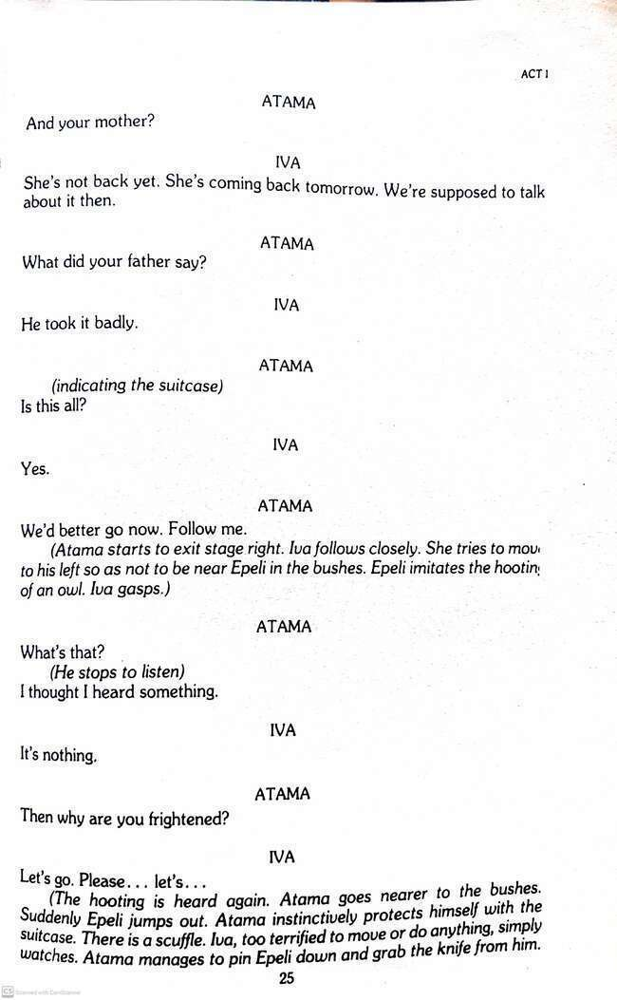 ACT I
ATAMA
And your mother?
IVA
She's not back yet. She's coming back tomorrow. We're supposed to talk
about it then.
ATAMA
What did your father say?
IVA
He took it badly.
ATAMA
(indicating the suitcase)
Is this all?
IVA
Yes.
ATAMA
We'd better go now. Follow me.
(Atama starts to exit stage right. Iva follows closely. She tries to mov
to his left so as not to be near Epeli in the bushes. Epeli imitates the hootin
of an owl. Iva gasps.)
ATAMA
What's that?
(He stops to listen)
I thought I heard something.
IVA
It's nothing.
ATAMA
Then why are you frightened?
IVA
Let's go. Please... let's...
(The hooting is heard again. Atama goes nearer to the bushes.
Suddenly Epeli jumps out. Atama instinctively protects himself with the
suitcase. There is a scuffle. Iva, too terrified to move or do anything, simply
watches. Atama manages to pin Epeli down and grab the knife from him.
25
CS Scanned with CamScanner